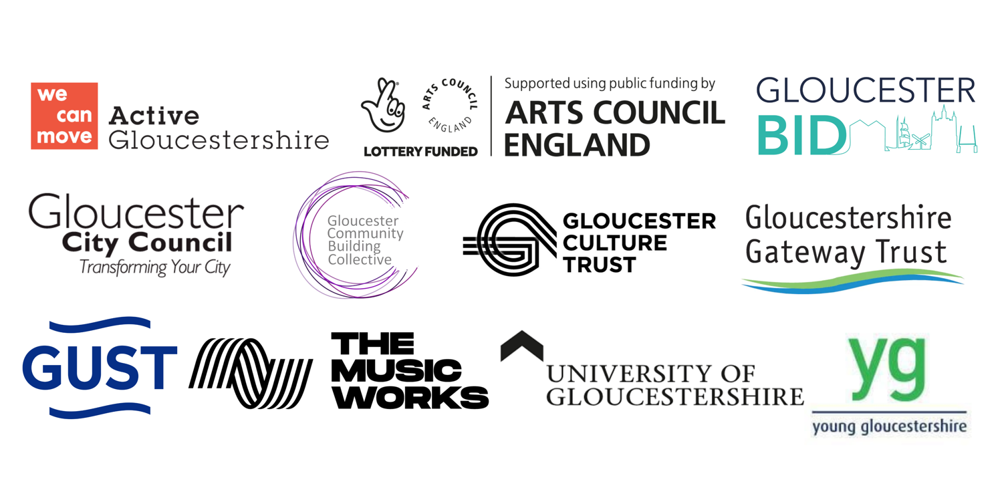 we
can
move
Active
Gloucestershire
ARTS COUNCIL
ENGLAND
LOTTERY FUNDED
Supported using public funding by
ARTS COUNCIL
ENGLAND
GLOUCESTER
BID
Gloucester
City Council
Transforming Your City
Gloucester
Community
Building
Collective
GLOUCESTER
CULTURE
TRUST
Gloucestershire
Gateway Trust
GUST
THE
MUSIC
WORKS
UNIVERSITY OF
GLOUCESTERSHIRE
yg
young gloucestershire